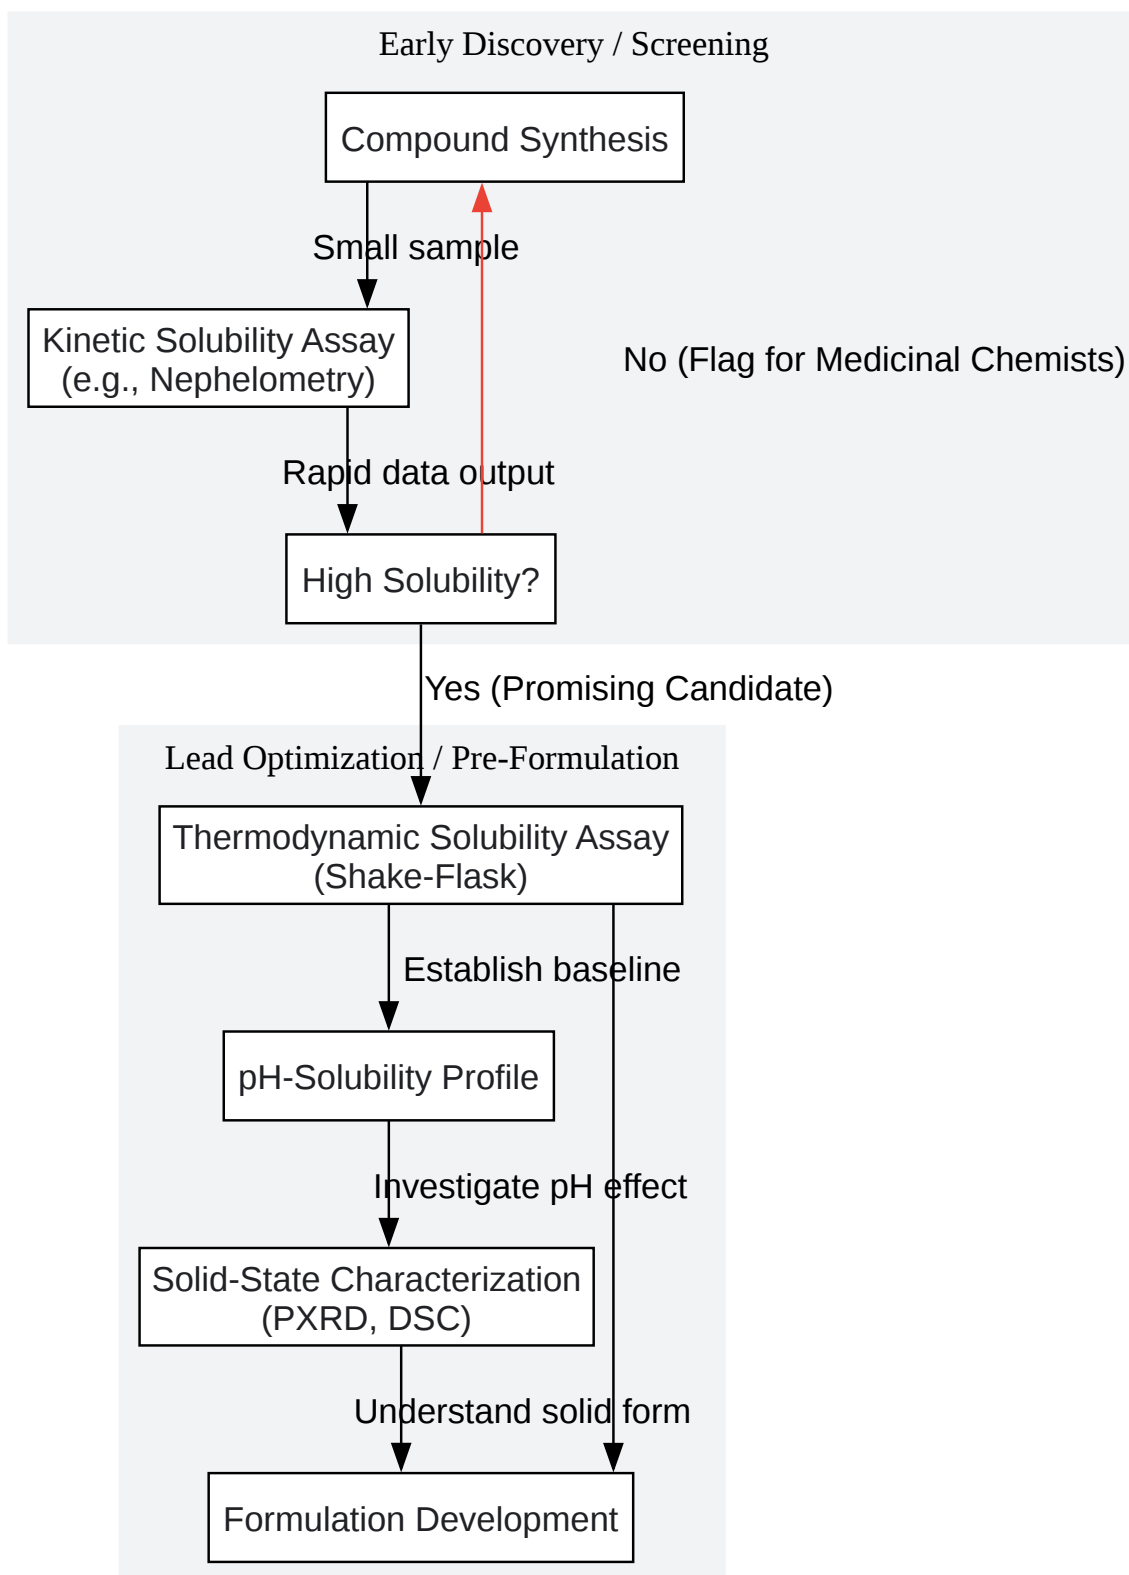 Early Discovery / Screening
Compound Synthesis
Small sample
Kinetic Solubility Assay
(e.g., Nephelometry)
No (Flag for Medicinal Chemists)
Rapid data output
High Solubility?
Yes (Promising Candidate)
Lead Optimization / Pre-Formulation
Thermodynamic Solubility Assay
(Shake-Flask)
Establish baseline
pH-Solubility Profile
Investigate pH effect
Solid-State Characterization
(PXRD, DSC)
Understand solid form
Formulation Development